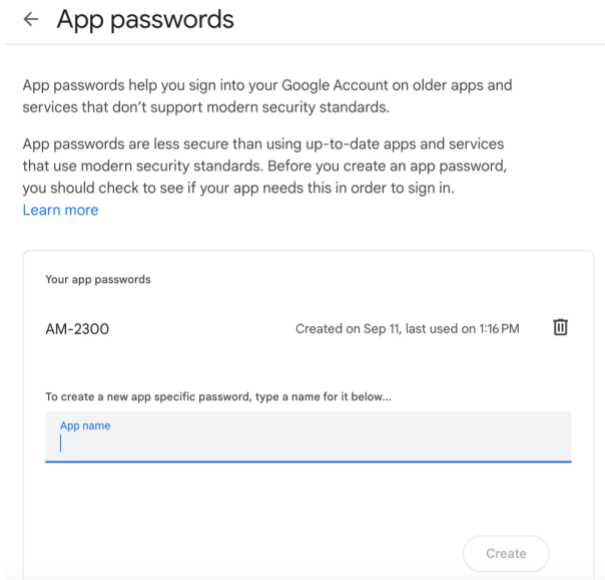 App passwords
App passwords help you sign into your Google Account on older apps and
services that don't support modern security standards.
App passwords are less secure than using up-to-date apps and services
that use modern security standards. Before you create an app password,
you should check to see if your app needs this in order to sign in.
Learn more
Your app passwords
AM-2300 Created on Sep 11, last used on 1:16 PM
To create a new app specific password, type a name for it below...
App name
Create